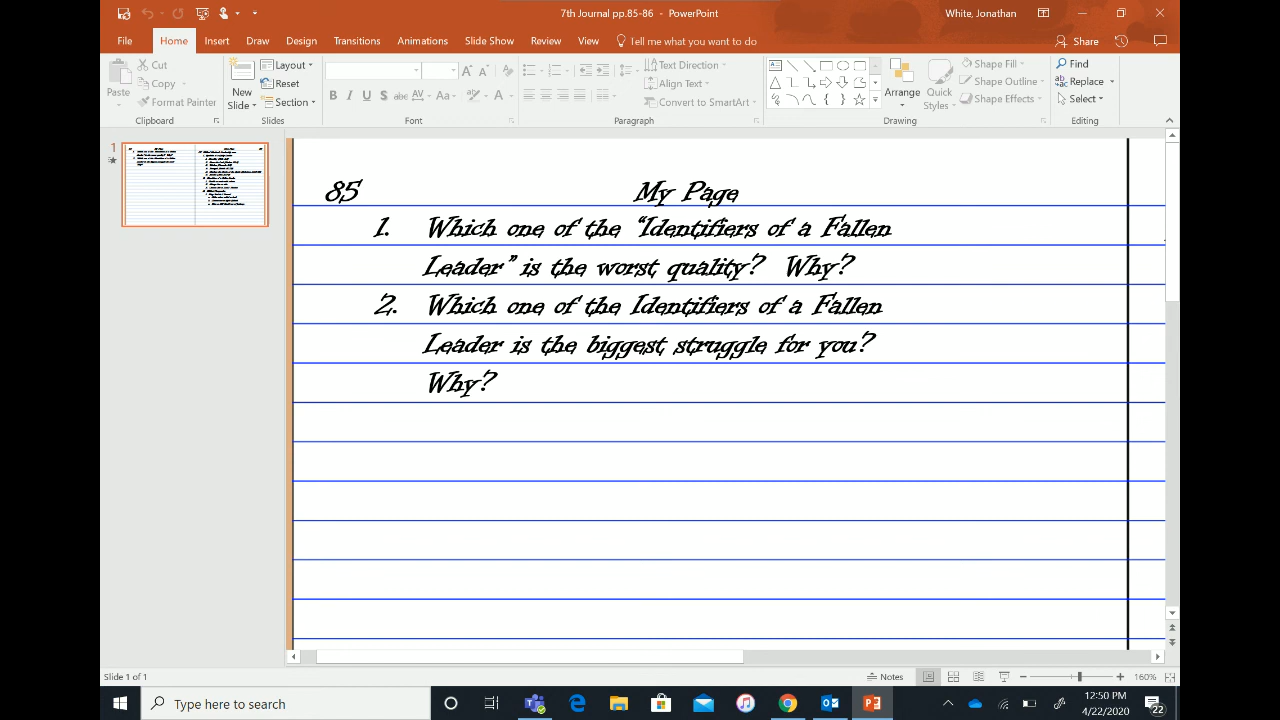 7th Journal pp.85-86 - PowerPoint
White, Jonathan
File Home Insert Draw Design Transitions Animations Slide Show Review View Tell me what you want to do Share
Paste Cut Copy Format Painter Clipboard
New Slide Layout Reset Section Slides
B I U S abc AV Aa A Font
Text Direction Align Text Convert to SmartArt Paragraph
Arrange Quick Styles Shape Fill Shape Outline Shape Effects Drawing
Find Replace Select Editing
1
85 My Page
1. Which one of the “Identifiers of a Fallen
Leader” is the worst quality? Why?
2. Which one of the Identifiers of a Fallen
Leader is the biggest struggle for you?
Why?
Slide 1 of 1 Notes 160%
Type here to search
12:50 PM
4/22/2020
22